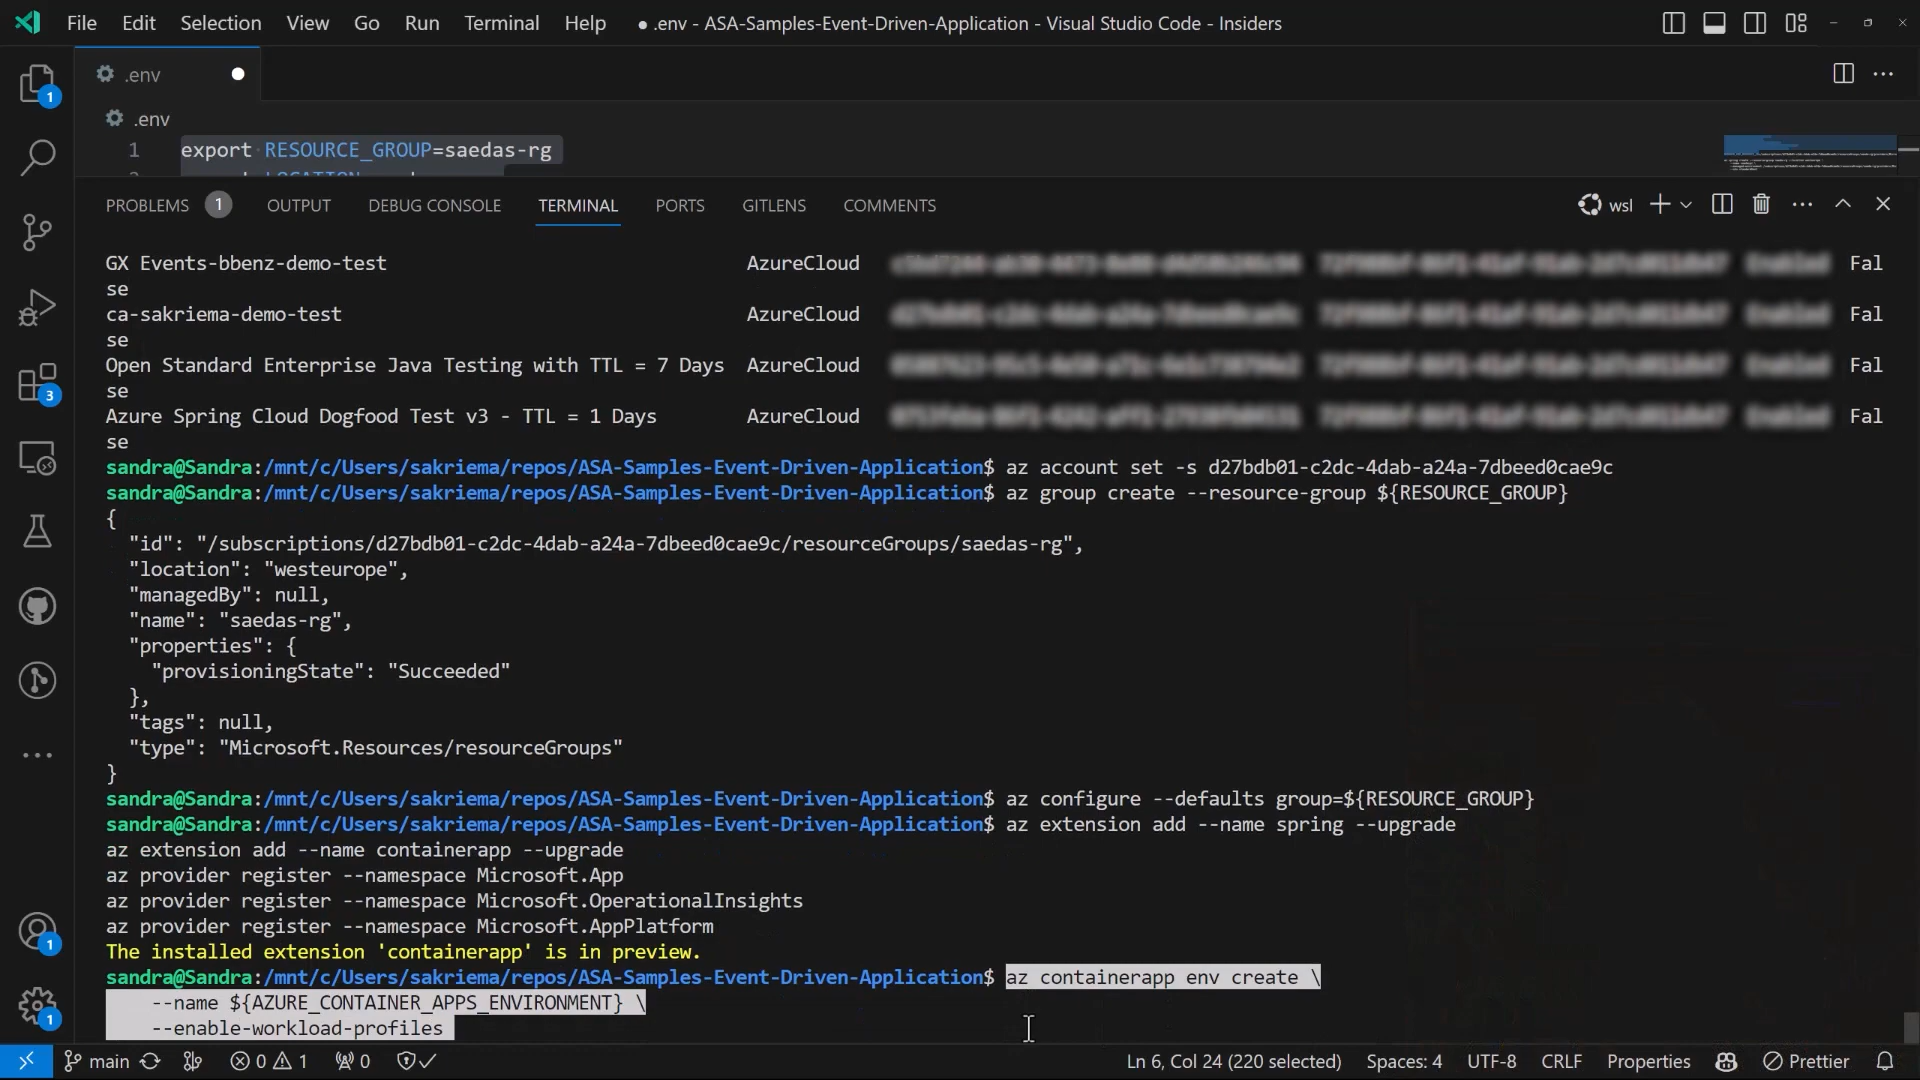 File Edit Selection View Go Run Terminal Help ● .env - ASA-Samples-Event-Driven-Application - Visual Studio Code - Insiders
.env
.env
1 export RESOURCE_GROUP=saedas-rg
PROBLEMS 1 OUTPUT DEBUG CONSOLE TERMINAL PORTS GITLENS COMMENTS wsl
GX Events-bbenz-demo-test AzureCloud Fal
se
ca-sakriema-demo-test AzureCloud Fal
se
Open Standard Enterprise Java Testing with TTL = 7 Days AzureCloud Fal
se
Azure Spring Cloud Dogfood Test v3 - TTL = 1 Days AzureCloud Fal
se
sandra@Sandra:/mnt/c/Users/sakriema/repos/ASA-Samples-Event-Driven-Application$ az account set -s d27bdb01-c2dc-4dab-a24a-7dbeed0cae9c
sandra@Sandra:/mnt/c/Users/sakriema/repos/ASA-Samples-Event-Driven-Application$ az group create --resource-group ${RESOURCE_GROUP}
{
"id": "/subscriptions/d27bdb01-c2dc-4dab-a24a-7dbeed0cae9c/resourceGroups/saedas-rg",
"location": "westeurope",
"managedBy": null,
"name": "saedas-rg",
"properties": {
"provisioningState": "Succeeded"
},
"tags": null,
"type": "Microsoft.Resources/resourceGroups"
}
sandra@Sandra:/mnt/c/Users/sakriema/repos/ASA-Samples-Event-Driven-Application$ az configure --defaults group=${RESOURCE_GROUP}
sandra@Sandra:/mnt/c/Users/sakriema/repos/ASA-Samples-Event-Driven-Application$ az extension add --name spring --upgrade
az extension add --name containerapp --upgrade
az provider register --namespace Microsoft.App
az provider register --namespace Microsoft.OperationalInsights
az provider register --namespace Microsoft.AppPlatform
The installed extension 'containerapp' is in preview.
sandra@Sandra:/mnt/c/Users/sakriema/repos/ASA-Samples-Event-Driven-Application$ az containerapp env create \
--name ${AZURE_CONTAINER_APPS_ENVIRONMENT} \
--enable-workload-profiles
main 0 1 0 Ln 6, Col 24 (220 selected) Spaces: 4 UTF-8 CRLF Properties Prettier
1
3
1
1